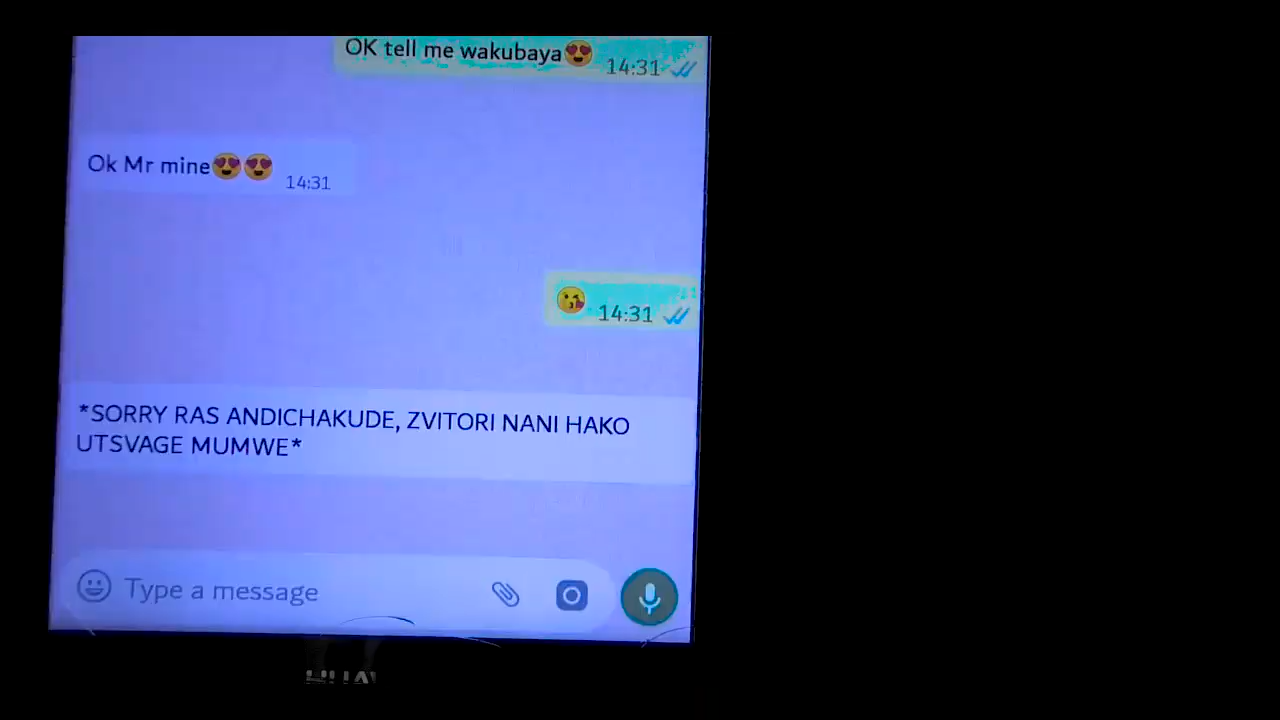 OK tell me wakubaya😍
14:31
Ok Mr mine😍😍
14:31
😘 14:31
*SORRY RAS ANDICHAKUDE, ZVITORI NANI HAKO
UTSVAGE MUMWE*
Type a message